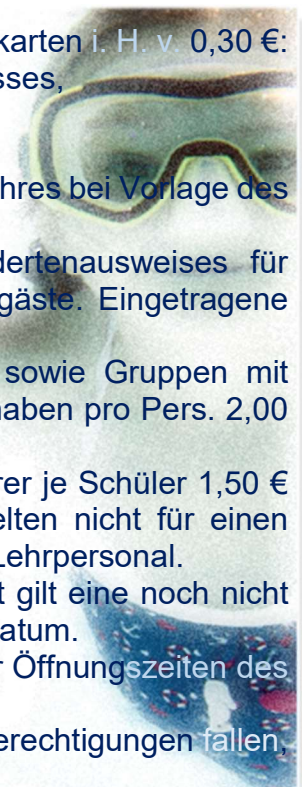 karten i. H. v. 0,30 €:
sses,
hres bei Vorlage des
dertenausweises für
gäste. Eingetragene
sowie Gruppen mit
haben pro Pers. 2,00
rer je Schüler 1,50 €
elten nicht für einen
Lehrpersonal.
t gilt eine noch nicht
atum.
r Öffnungszeiten des
erechtigungen fallen,